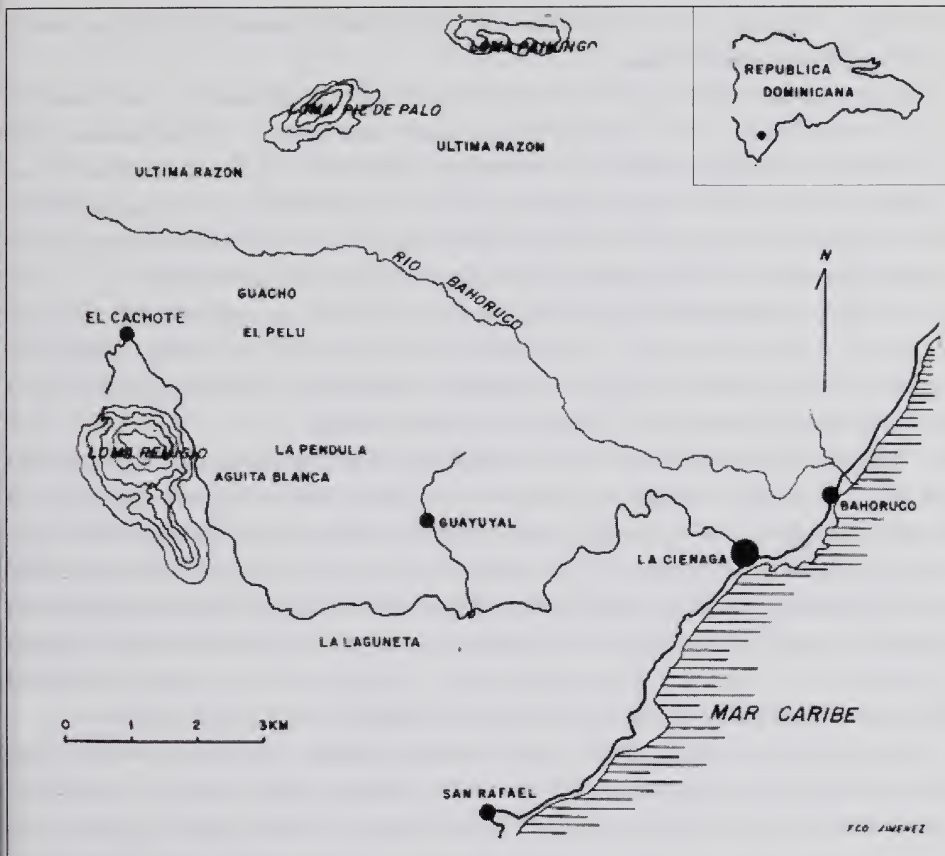 REPUBLICA
DOMINICANA
LOMA PIE DE PALO
ULTIMA RAZON
ULTIMA RAZON
RIO BAHORUCO
N
GUACHO
EL CACHOTE
EL PELU
LOMA REMIGIO
LA PENDULA
AGUITA BLANCA
GUAYUYAL
BAHORUCO
LA CIENAGA
LA LAGUNETA
0 1 2 3KM
MAR CARIBE
SAN RAFAEL
FCO JIMENEZ